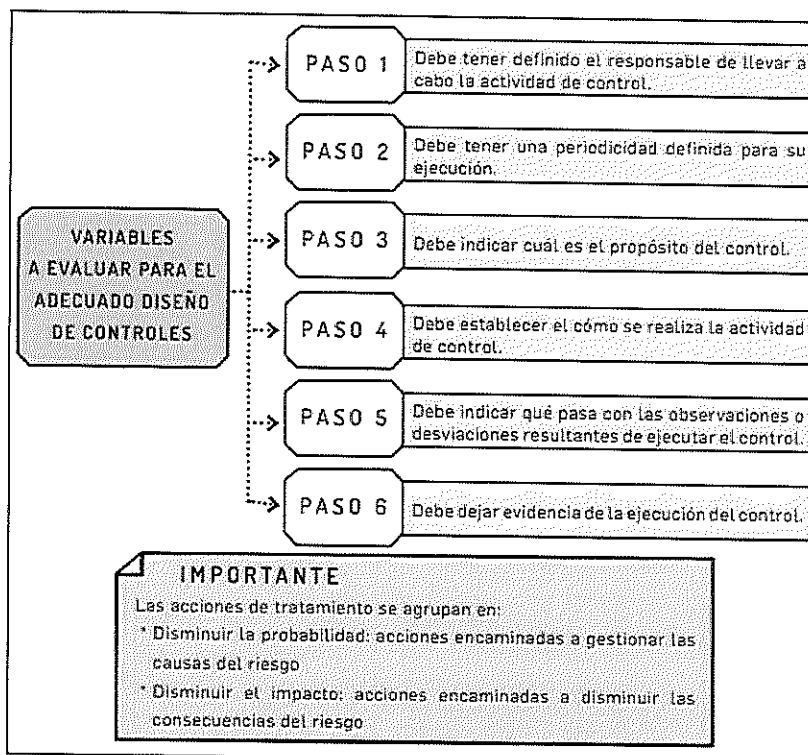 VARIABLES
A EVALUAR PARA EL
ADECUADO DISEÑO
DE CONTROLES
PASO 1
Debe tener definido el responsable de llevar a
cabo la actividad de control.
PASO 2
Debe tener una periodicidad definida para su
ejecución.
PASO 3
Debe indicar cuál es el propósito del control.
PASO 4
Debe establecer el cómo se realiza la actividad
de control.
PASO 5
Debe indicar qué pasa con las observaciones o
desviaciones resultantes de ejecutar el control.
PASO 6
Debe dejar evidencia de la ejecución del control.
IMPORTANTE
Las acciones de tratamiento se agrupan en:
* Disminuir la probabilidad: acciones encaminadas a gestionar las
causas del riesgo
* Disminuir el impacto: acciones encaminadas a disminuir las
consecuencias del riesgo